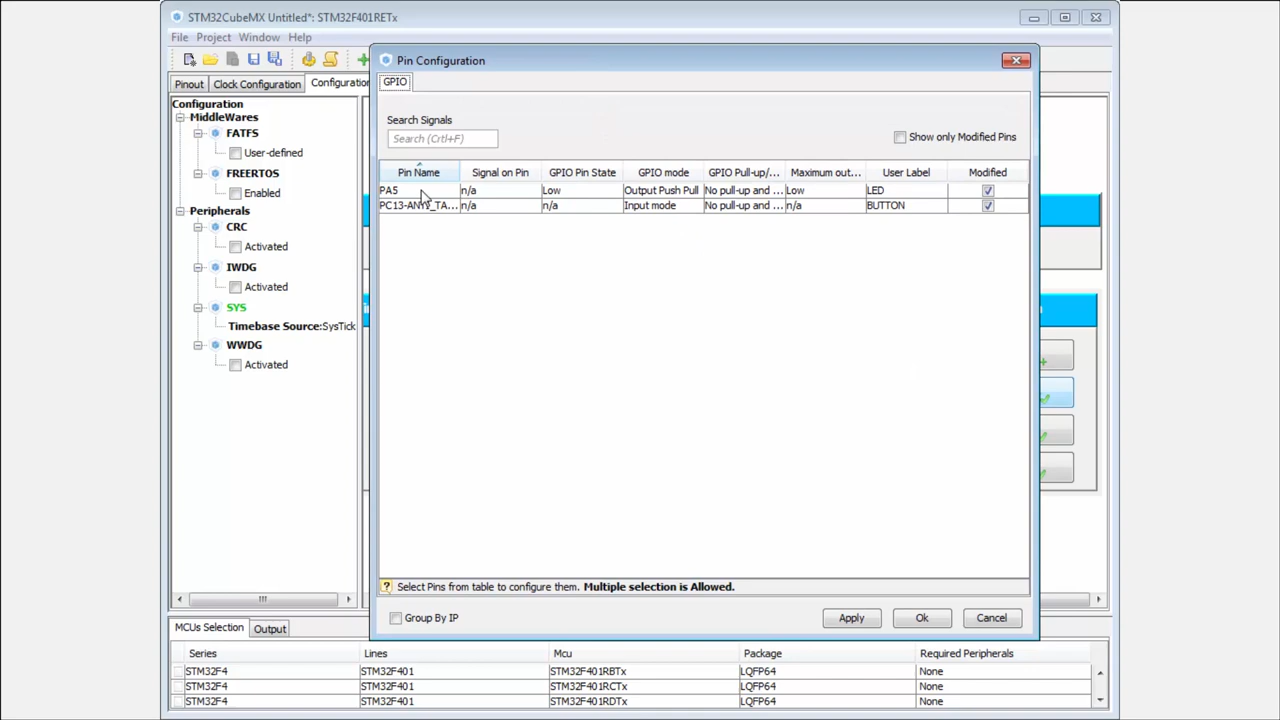 STM32CubeMX Untitled*: STM32F401RETx
File Project Window Help
Pin Configuration
Pinout Clock Configuration Configuration
GPIO
Configuration
MiddleWares
FATFS
User-defined
FREERTOS
Enabled
Peripherals
CRC
Activated
IWDG
Activated
SYS
Timebase Source:SysTick
WWDG
Activated
Search Signals
Search (Crtl+F)
Show only Modified Pins
Pin Name Signal on Pin GPIO Pin State GPIO mode GPIO Pull-up/... Maximum out... User Label Modified
PA5 n/a Low Output Push Pull No pull-up and ... Low LED
n/a n/a Input mode No pull-up and ... n/a BUTTON
Select Pins from table to configure them. Multiple selection is Allowed.
Group By IP
Apply Ok Cancel
MCUs Selection Output
Series Lines Mcu Package Required Peripherals
STM32F4 STM32F401 STM32F401RBTx LQFP64 None
STM32F4 STM32F401 STM32F401RCTx LQFP64 None
STM32F4 STM32F401 STM32F401RDTx LQFP64 None